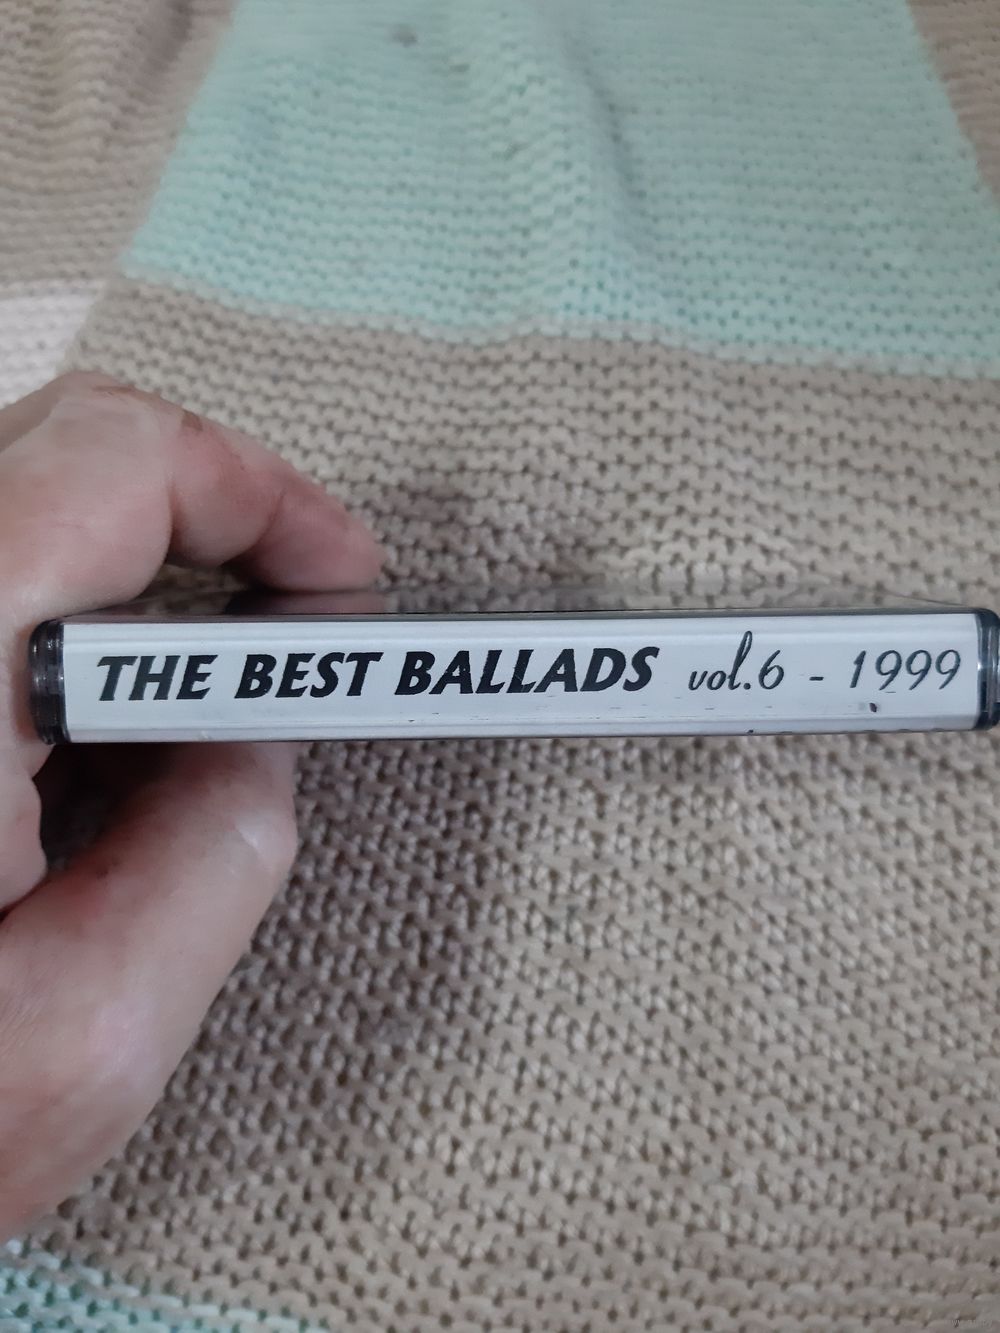 THE BEST BALLADS vol.6 - 1999